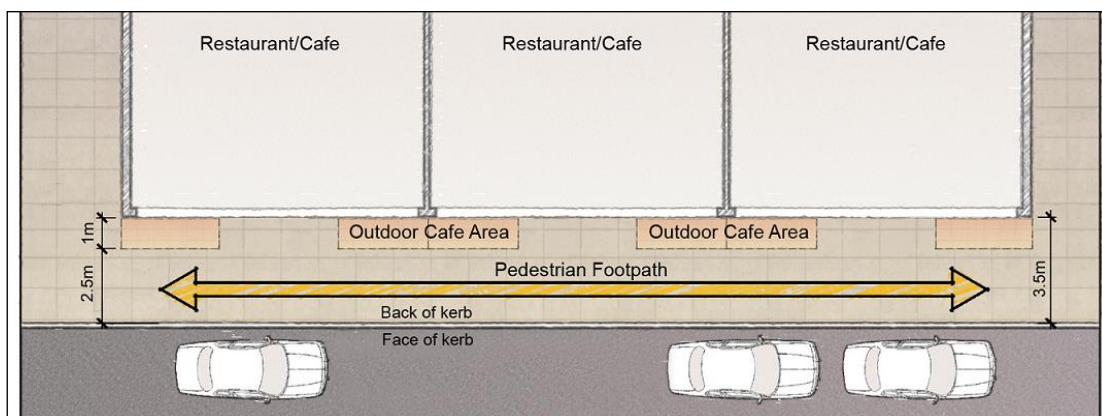 Restaurant/Cafe
Restaurant/Cafe
Restaurant/Cafe
1m
Outdoor Cafe Area
Outdoor Cafe Area
2.5m
Pedestrian Footpath
3.5m
Back of kerb
Face of kerb